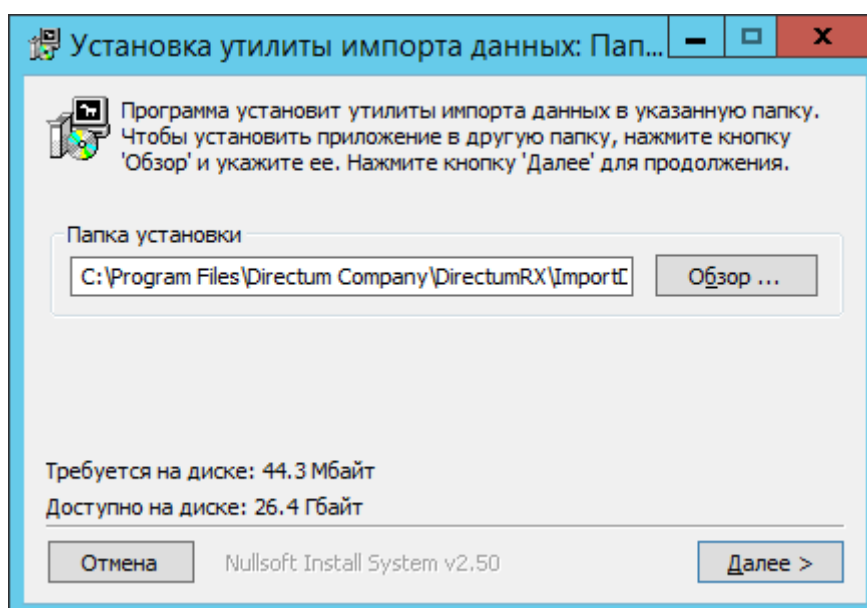 Установка утилиты импорта данных: Пап...
Программа установит утилиты импорта данных в указанную папку.
Чтобы установить приложение в другую папку, нажмите кнопку
'Обзор' и укажите ее. Нажмите кнопку 'Далее' для продолжения.
Папка установки
C:\Program Files\Directum Company\DirectumRX\ImportD
Обзор ...
Требуется на диске: 44.3 Мбайт
Доступно на диске: 26.4 Гбайт
Отмена
Nullsoft Install System v2.50
Далее >